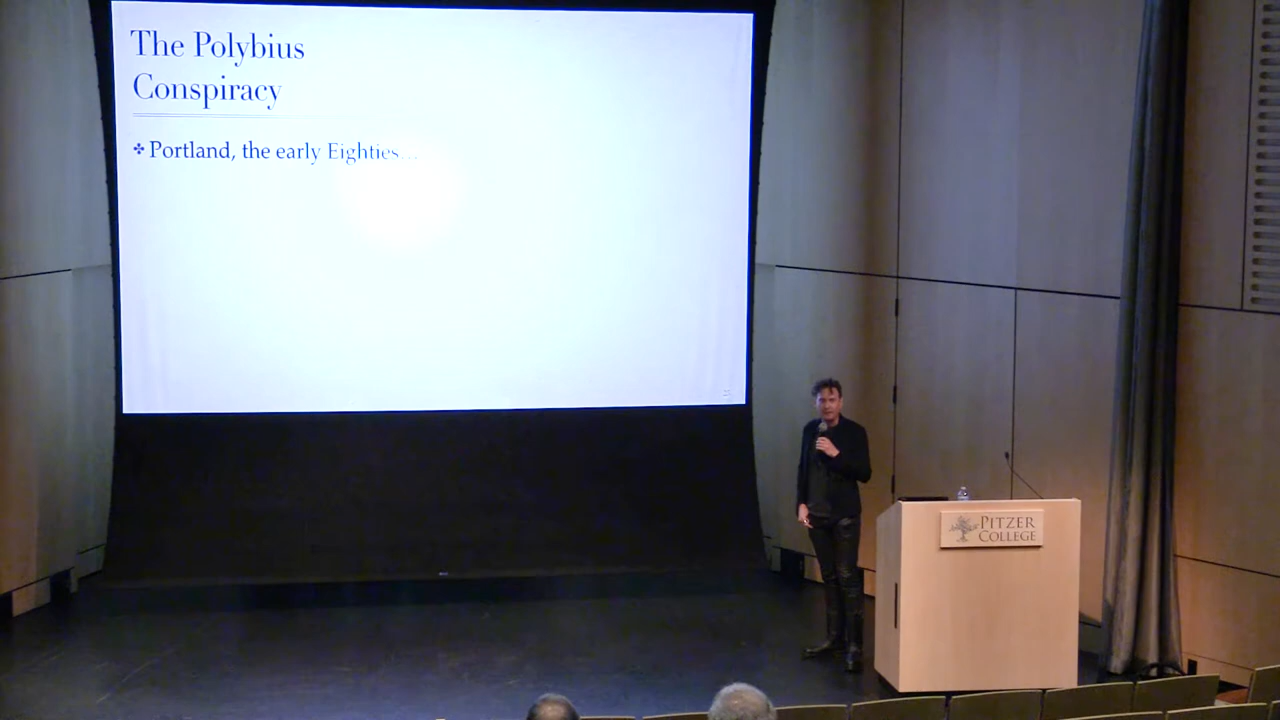 The Polybius
Conspiracy
✤ Portland, the early Eighties...
PITZER
COLLEGE